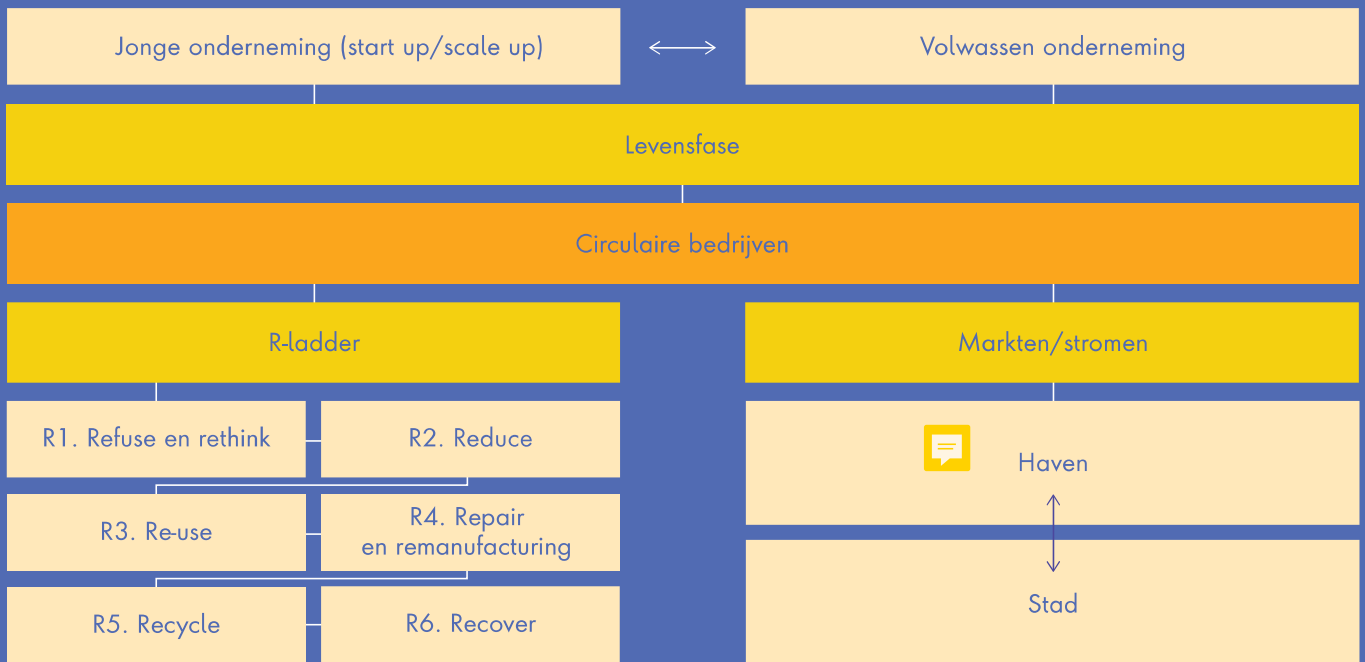 Jonge onderneming (start up/scale up)
Volwassen onderneming
Levensfase
Circulaire bedrijven
R-ladder
Markten/stromen
R1. Refuse en rethink
R2. Reduce
Haven
R3. Re-use
R4. Repair
en remanufacturing
R5. Recycle
R6. Recover
Stad